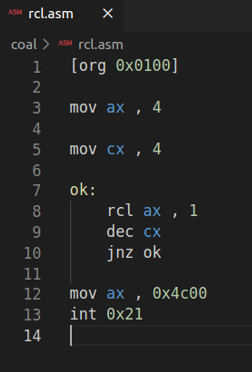 ASM rcl.asm ×
coal > ASM rcl.asm
1 [org 0x0100]
2
3 mov ax , 4
4
5 mov cx , 4
6
7 ok:
8 rcl ax , 1
9 dec cx
10 jnz ok
11
12 mov ax , 0x4c00
13 int 0x21
14